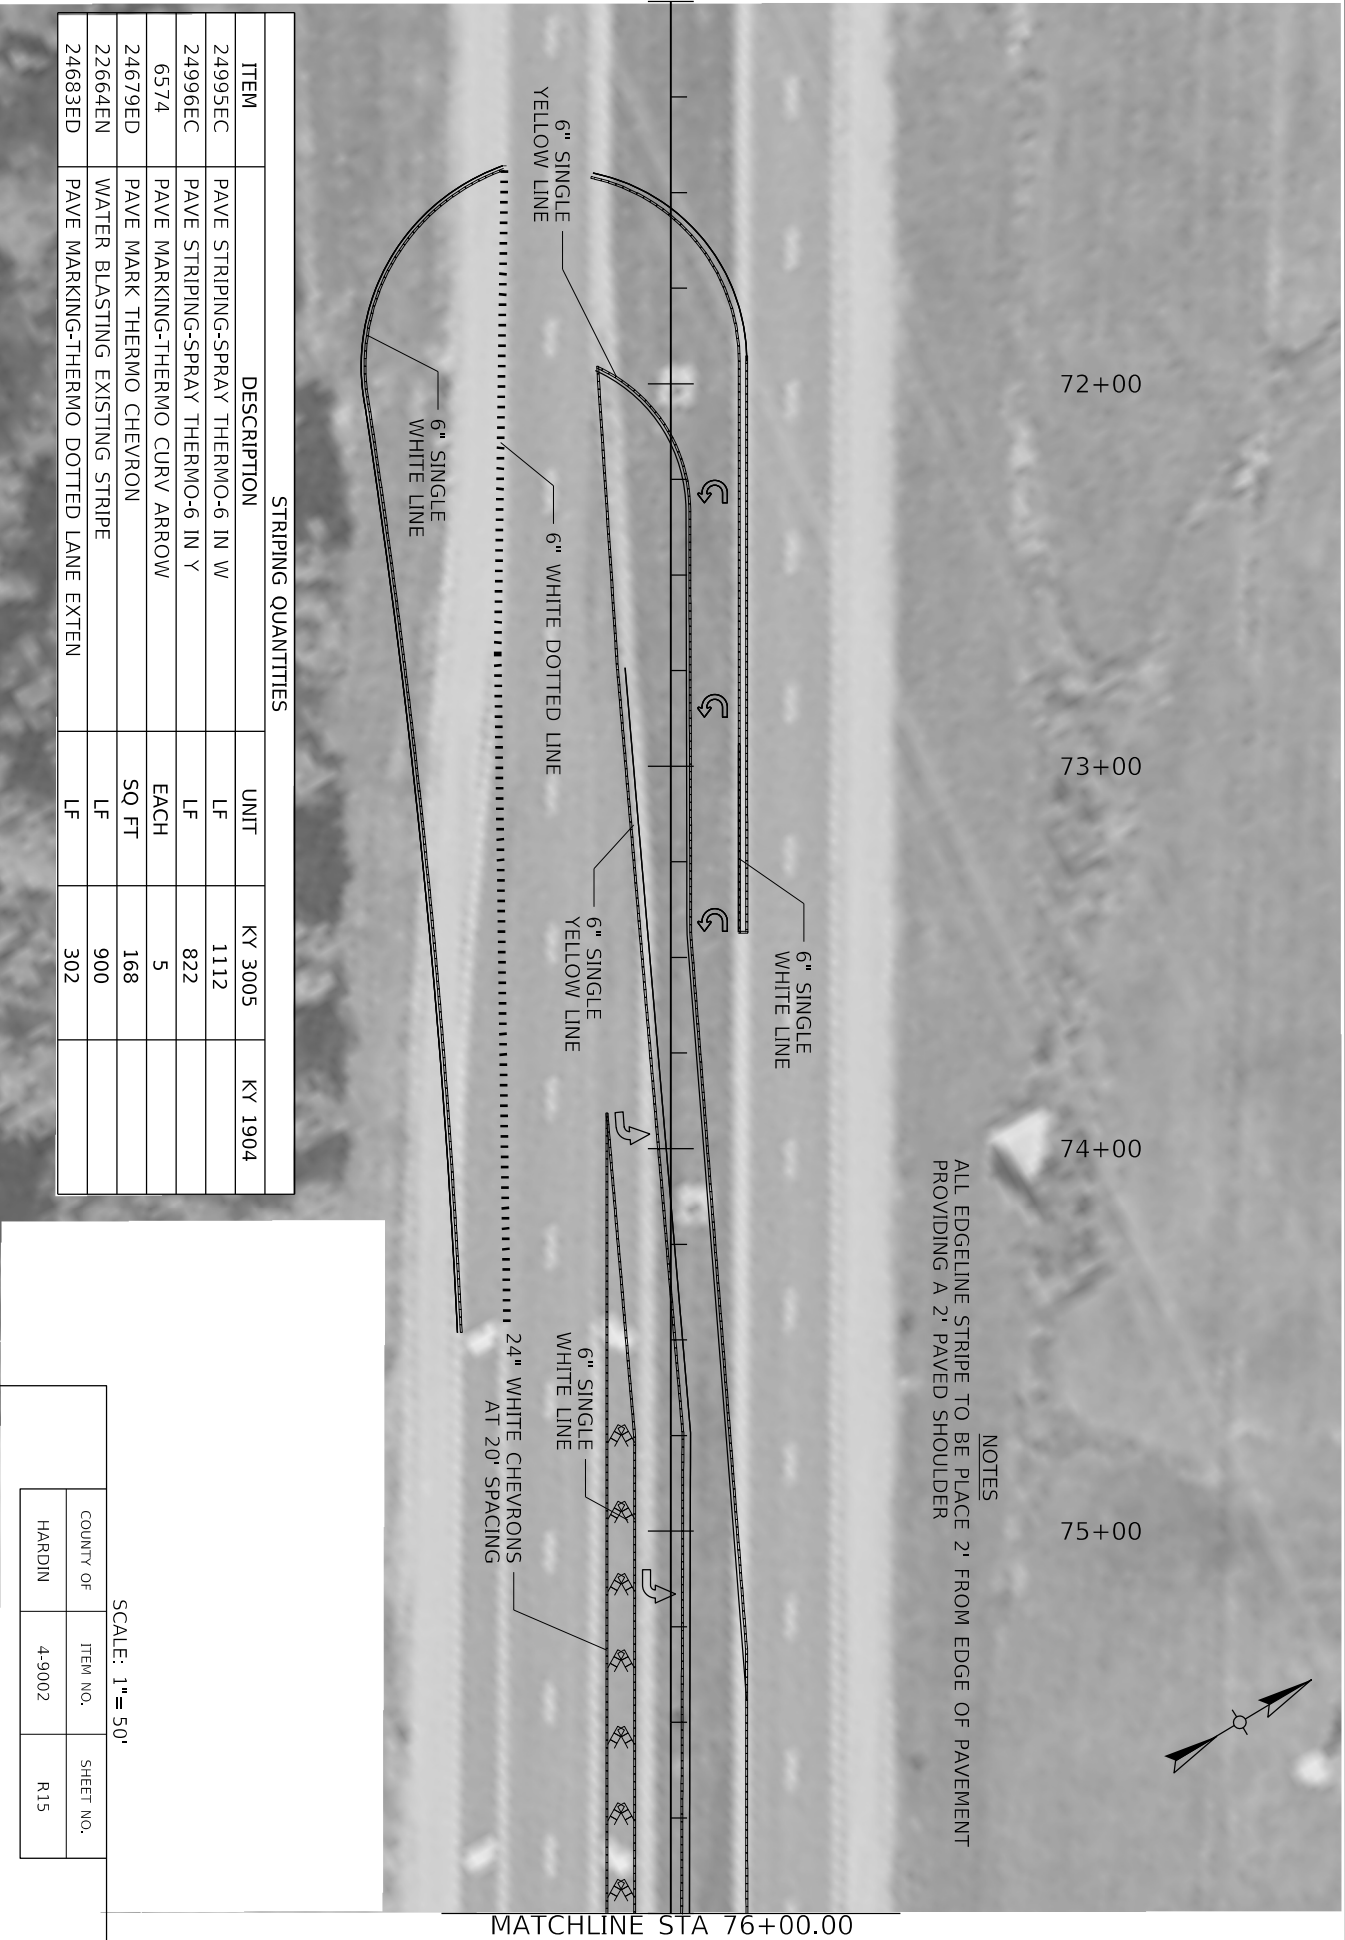 72+00
73+00
74+00
75+00
NOTES
ALL EDGELINE STRIPE TO BE PLACE 2' FROM EDGE OF PAVEMENT
PROVIDING A 2' PAVED SHOULDER
6" SINGLE
WHITE LINE
6" SINGLE
YELLOW LINE
6" SINGLE
YELLOW LINE
6" WHITE DOTTED LINE
6" SINGLE
WHITE LINE
6" SINGLE
WHITE LINE
24" WHITE CHEVRONS
AT 20' SPACING
MATCHLINE STA 76+00.00
STRIPING QUANTITIES
ITEM DESCRIPTION UNIT KY 3005 KY 1904
24995EC PAVE STRIPING-SPRAY THERMO-6 IN W LF 1112
24996EC PAVE STRIPING-SPRAY THERMO-6 IN Y LF 822
6574 PAVE MARKING-THERMO CURV ARROW EACH 5
24679ED PAVE MARK THERMO CHEVRON SQ FT 168
22664EN WATER BLASTING EXISTING STRIPE LF 900
24683ED PAVE MARKING-THERMO DOTTED LANE EXTEN LF 302
SCALE: 1"= 50'
COUNTY OF ITEM NO. SHEET NO.
HARDIN 4-9002 R15